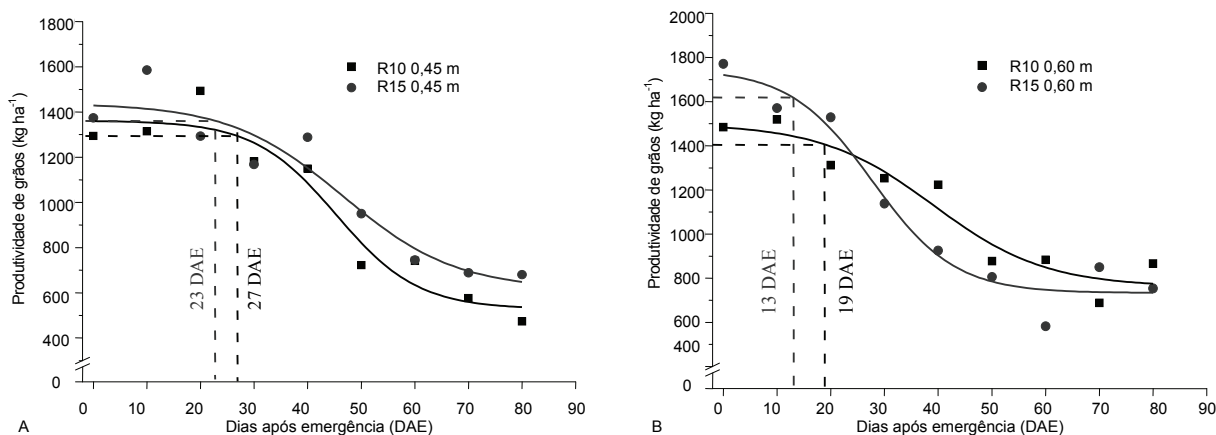 A
1800
1600
1400
1200
1000
800
600
400
0
Produtividade de grãos (kg ha⁻¹)
R10 0,45 m
R15 0,45 m
23 DAE
27 DAE
0 10 20 30 40 50 60 70 80 90
Dias após emergência (DAE)
A
B
2000
1800
1600
1400
1200
1000
800
600
400
0
Produtividade de grãos (kg ha⁻¹)
R10 0,60 m
R15 0,60 m
13 DAE
19 DAE
0 10 20 30 40 50 60 70 80 90
Dias após emergência (DAE)
B